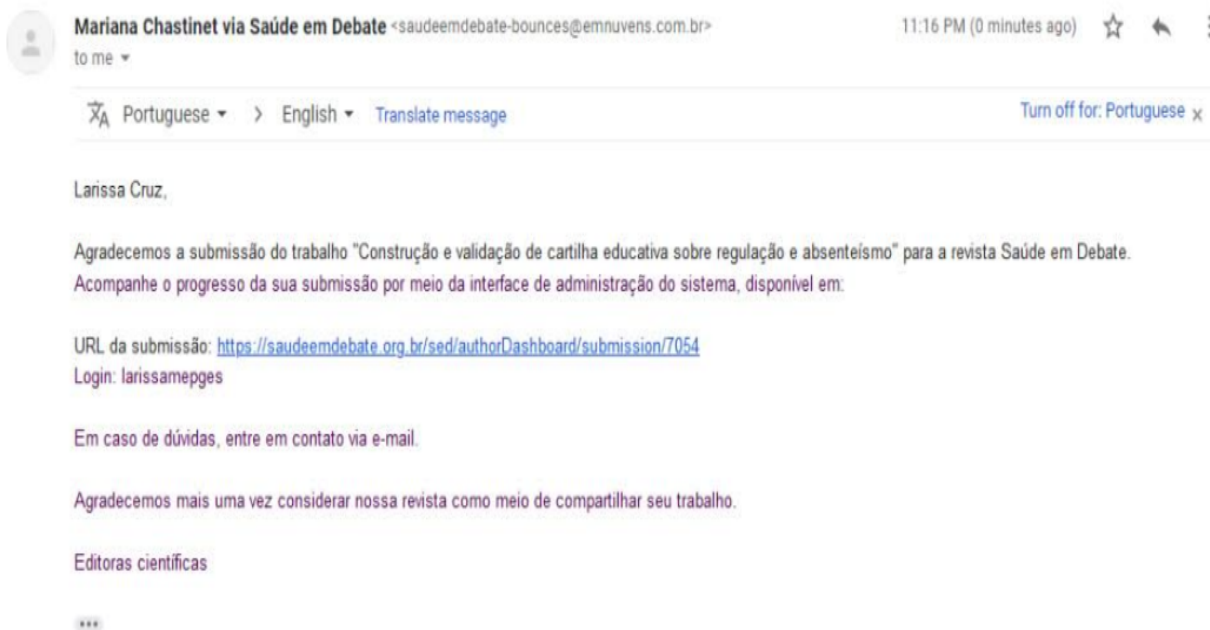 Mariana Chastinet via Saúde em Debate <saudeemdebate-bounces@emnuvens.com.br> 11:16 PM (0 minutes ago)
to me
Portuguese > English Translate message Turn off for: Portuguese x
Larissa Cruz,
Agradecemos a submissão do trabalho "Construção e validação de cartilha educativa sobre regulação e absenteísmo" para a revista Saúde em Debate.
Acompanhe o progresso da sua submissão por meio da interface de administração do sistema, disponível em:
URL da submissão: https://saudeemdebate.org.br/sed/authorDashboard/submission/7054
Login: larissamepges
Em caso de dúvidas, entre em contato via e-mail.
Agradecemos mais uma vez considerar nossa revista como meio de compartilhar seu trabalho.
Editoras científicas
...